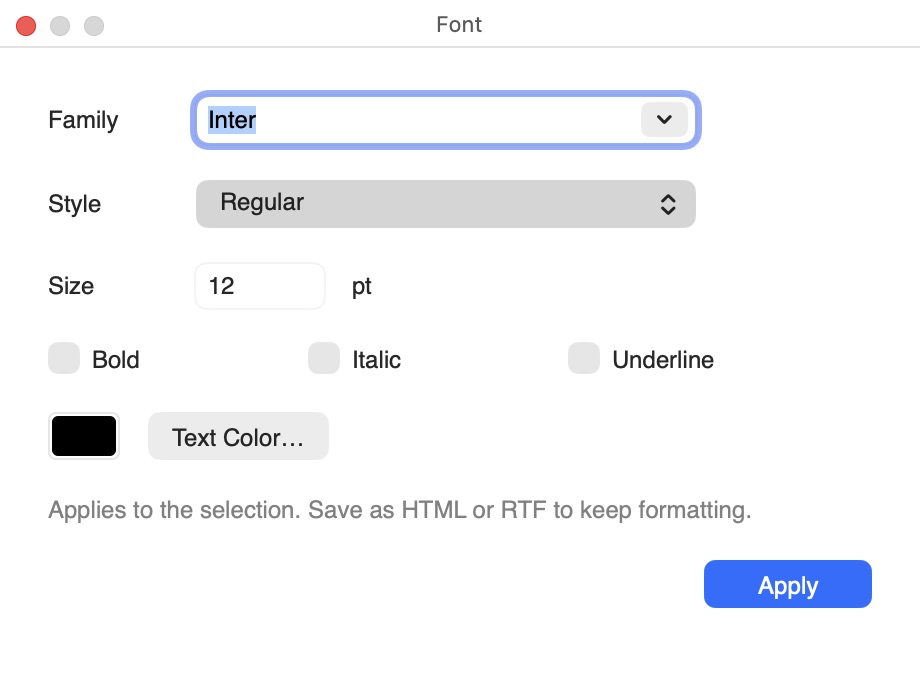 Font
Family Inter
Style Regular
Size 12 pt
Bold Italic Underline
Text Color...
Applies to the selection. Save as HTML or RTF to keep formatting.
Apply